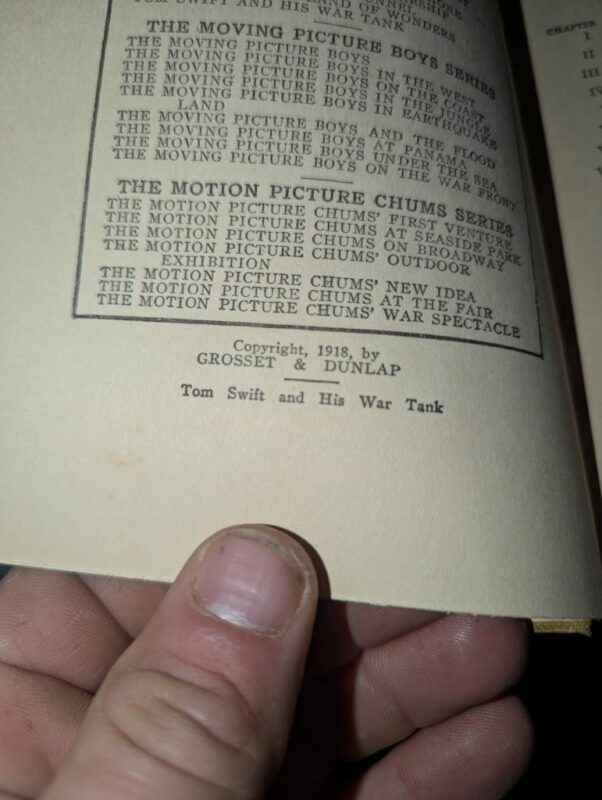 LAND OF WONDERS
TOM SWIFT AND HIS WAR TANK
THE MOVING PICTURE BOYS SERIES
THE MOVING PICTURE BOYS
THE MOVING PICTURE BOYS IN THE WEST
THE MOVING PICTURE BOYS ON THE COAST
THE MOVING PICTURE BOYS IN THE JUNGLE
THE MOVING PICTURE BOYS IN EARTHQUAKE
LAND
THE MOVING PICTURE BOYS AND THE FLOOD
THE MOVING PICTURE BOYS AT PANAMA
THE MOVING PICTURE BOYS UNDER THE SEA
THE MOVING PICTURE BOYS ON THE WAR FRONT
THE MOTION PICTURE CHUMS SERIES
THE MOTION PICTURE CHUMS' FIRST VENTURE
THE MOTION PICTURE CHUMS AT SEASIDE PARK
THE MOTION PICTURE CHUMS ON BROADWAY
THE MOTION PICTURE CHUMS' OUTDOOR
EXHIBITION
THE MOTION PICTURE CHUMS' NEW IDEA
THE MOTION PICTURE CHUMS AT THE FAIR
THE MOTION PICTURE CHUMS' WAR SPECTACLE
Copyright, 1918, by
GROSSET & DUNLAP
Tom Swift and His War Tank
CHAPTER
I
II
III